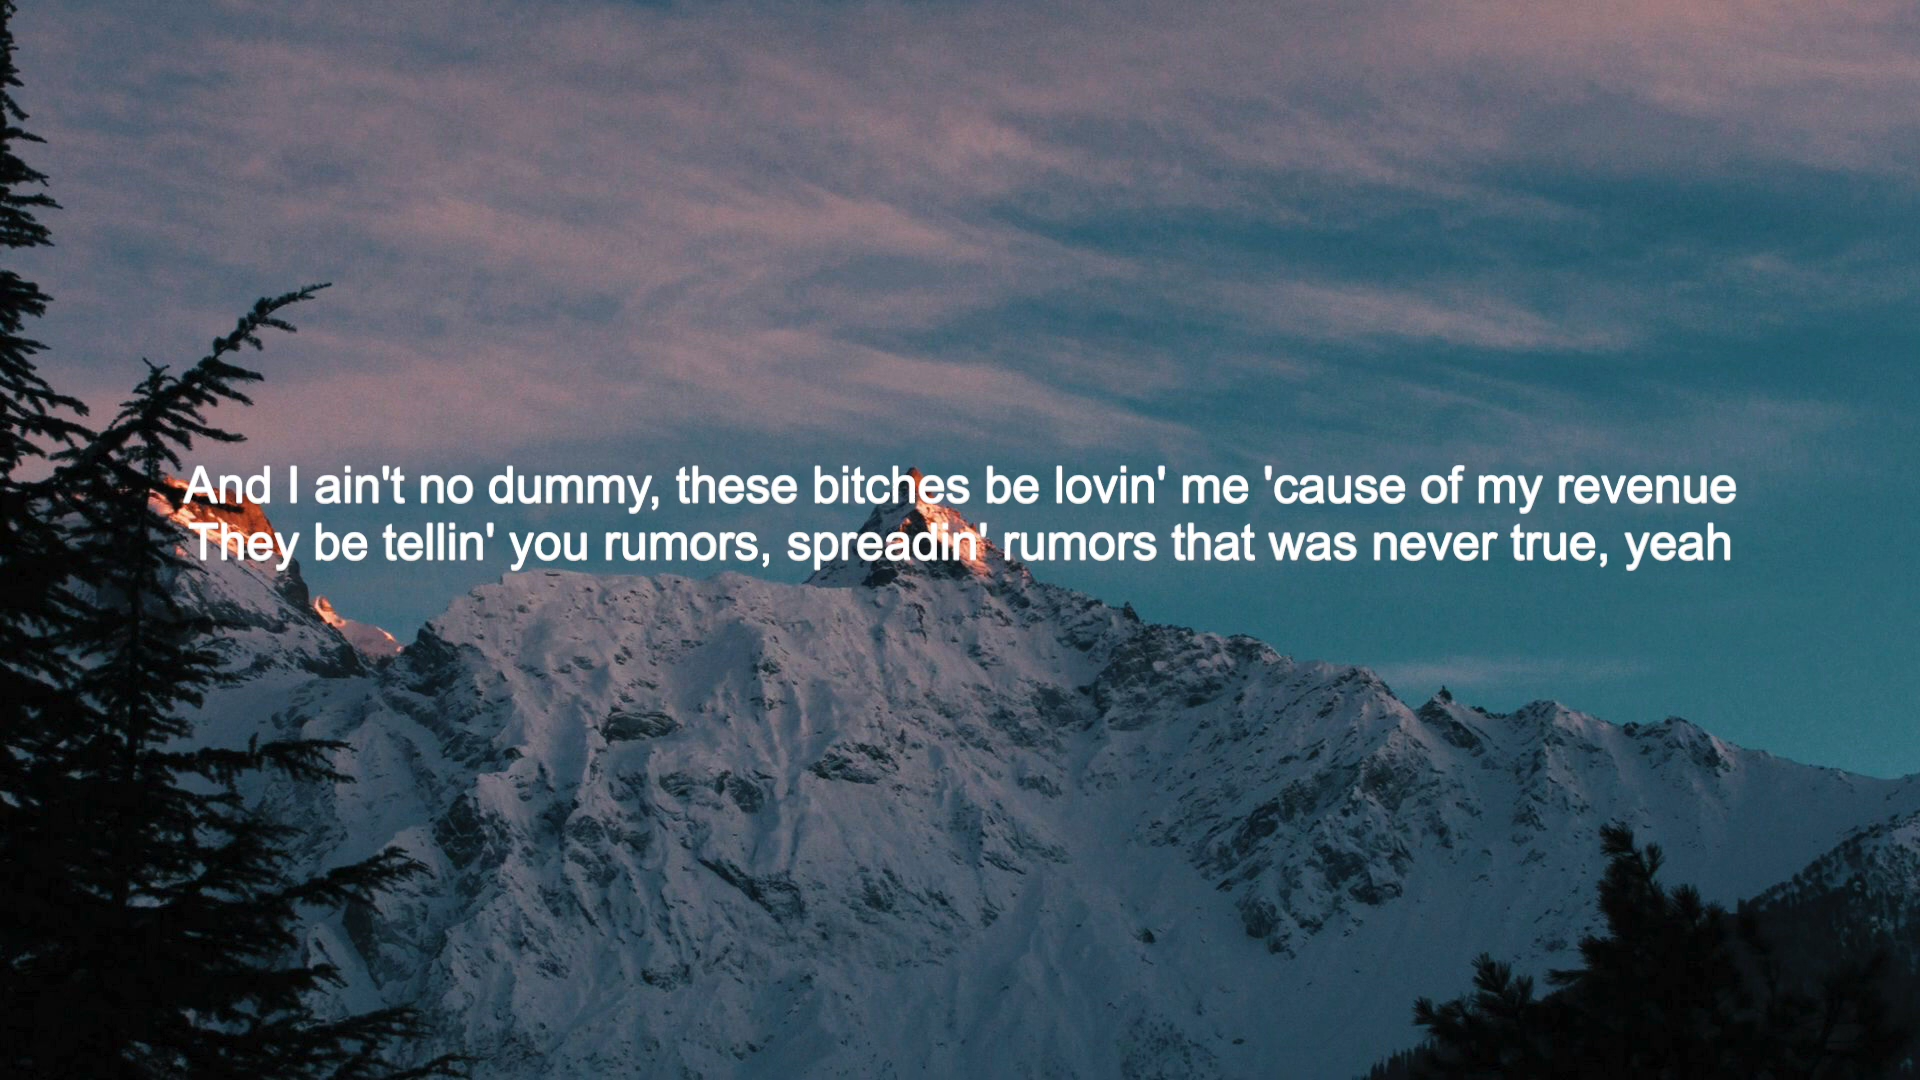 And I ain't no dummy, these bitches be lovin' me 'cause of my revenue
They be tellin' you rumors, spreadin' rumors that was never true, yeah